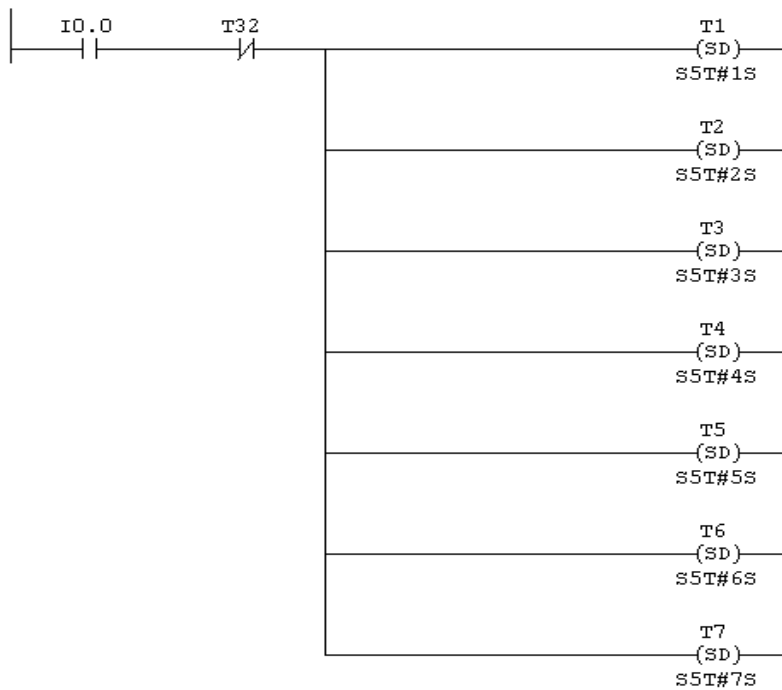 I0.0 T32 T1
(SD)
S5T#1S
T2
(SD)
S5T#2S
T3
(SD)
S5T#3S
T4
(SD)
S5T#4S
T5
(SD)
S5T#5S
T6
(SD)
S5T#6S
T7
(SD)
S5T#7S